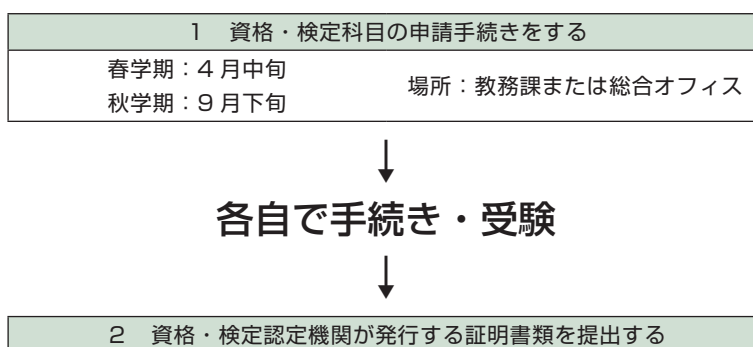 1 資格・検定科目の申請手続きをする
春学期：4月中旬
秋学期：9月下旬
場所：教務課または総合オフィス
各自で手続き・受験
2 資格・検定認定機関が発行する証明書類を提出する